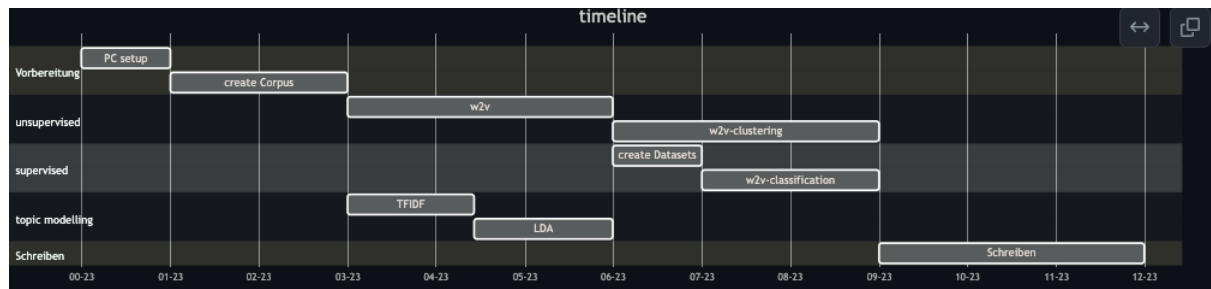 timeline
PC setup
Vorbereitung
create Corpus
w2v
unsupervised
w2v-clustering
create Datasets
supervised
w2v-classification
TFIDF
topic modelling
LDA
Schreiben
Schreiben
00-23 01-23 02-23 03-23 04-23 05-23 06-23 07-23 08-23 09-23 10-23 11-23 12-23